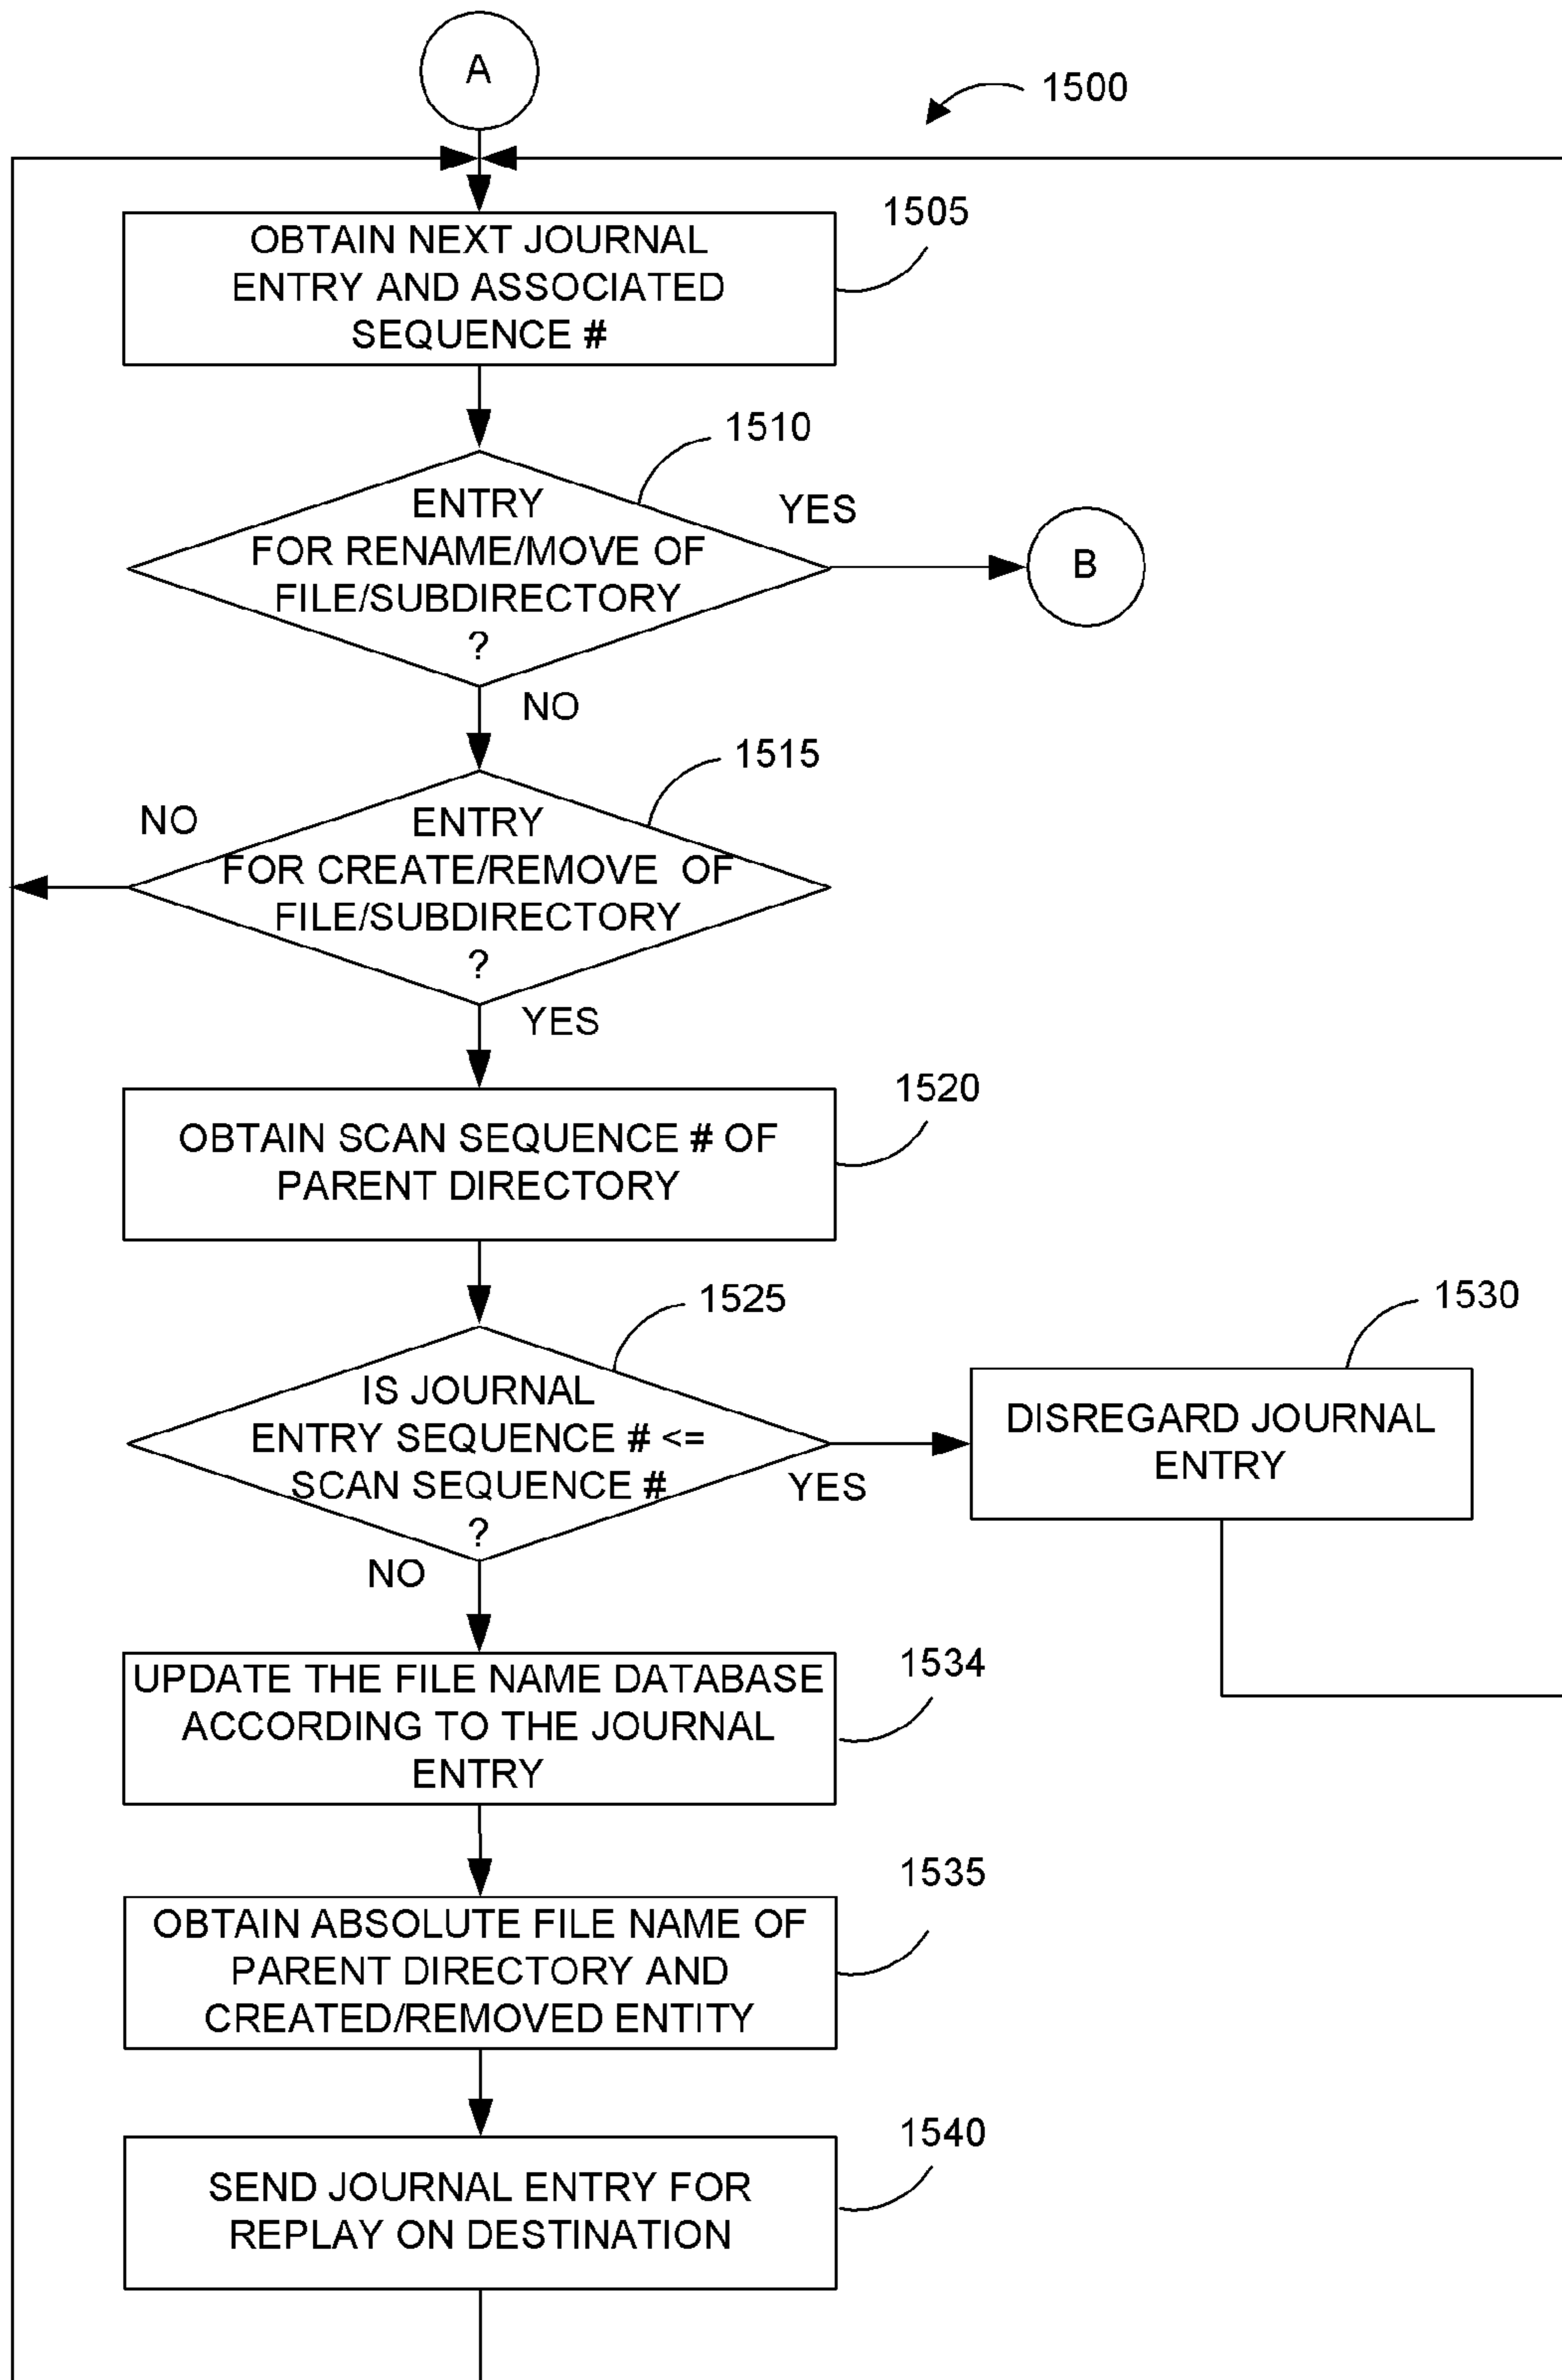 A
1500
OBTAIN NEXT JOURNAL
ENTRY AND ASSOCIATED
SEQUENCE #
1505
1510
ENTRY
FOR RENAME/MOVE OF
FILE/SUBDIRECTORY
?
YES
B
NO
1515
ENTRY
FOR CREATE/REMOVE OF
FILE/SUBDIRECTORY
?
NO
YES
1520
OBTAIN SCAN SEQUENCE # OF
PARENT DIRECTORY
1525
IS JOURNAL
ENTRY SEQUENCE # <=
SCAN SEQUENCE #
?
YES
1530
DISREGARD JOURNAL
ENTRY
NO
1534
UPDATE THE FILE NAME DATABASE
ACCORDING TO THE JOURNAL
ENTRY
1535
OBTAIN ABSOLUTE FILE NAME OF
PARENT DIRECTORY AND
CREATED/REMOVED ENTITY
1540
SEND JOURNAL ENTRY FOR
REPLAY ON DESTINATION